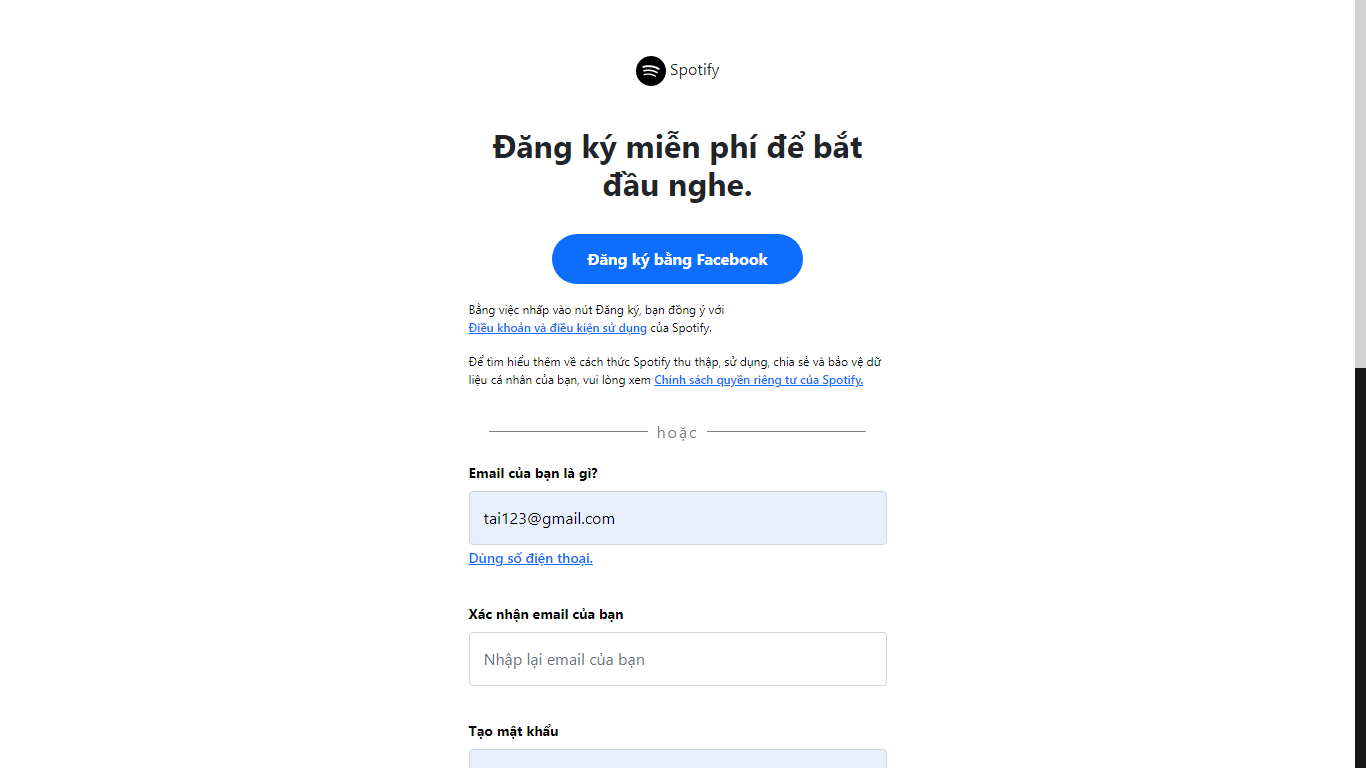 Spotify
Đăng ký miễn phí để bắt
đầu nghe.
Đăng ký bằng Facebook
Bằng việc nhấp vào nút Đăng ký, bạn đồng ý với
Điều khoản và điều kiện sử dụng của Spotify.
Để tìm hiểu thêm về cách thức Spotify thu thập, sử dụng, chia sẻ và bảo vệ dữ
liệu cá nhân của bạn, vui lòng xem Chính sách quyền riêng tư của Spotify.
hoặc
Email của bạn là gì?
tai123@gmail.com
Dùng số điện thoại.
Xác nhận email của bạn
Nhập lại email của bạn
Tạo mật khẩu